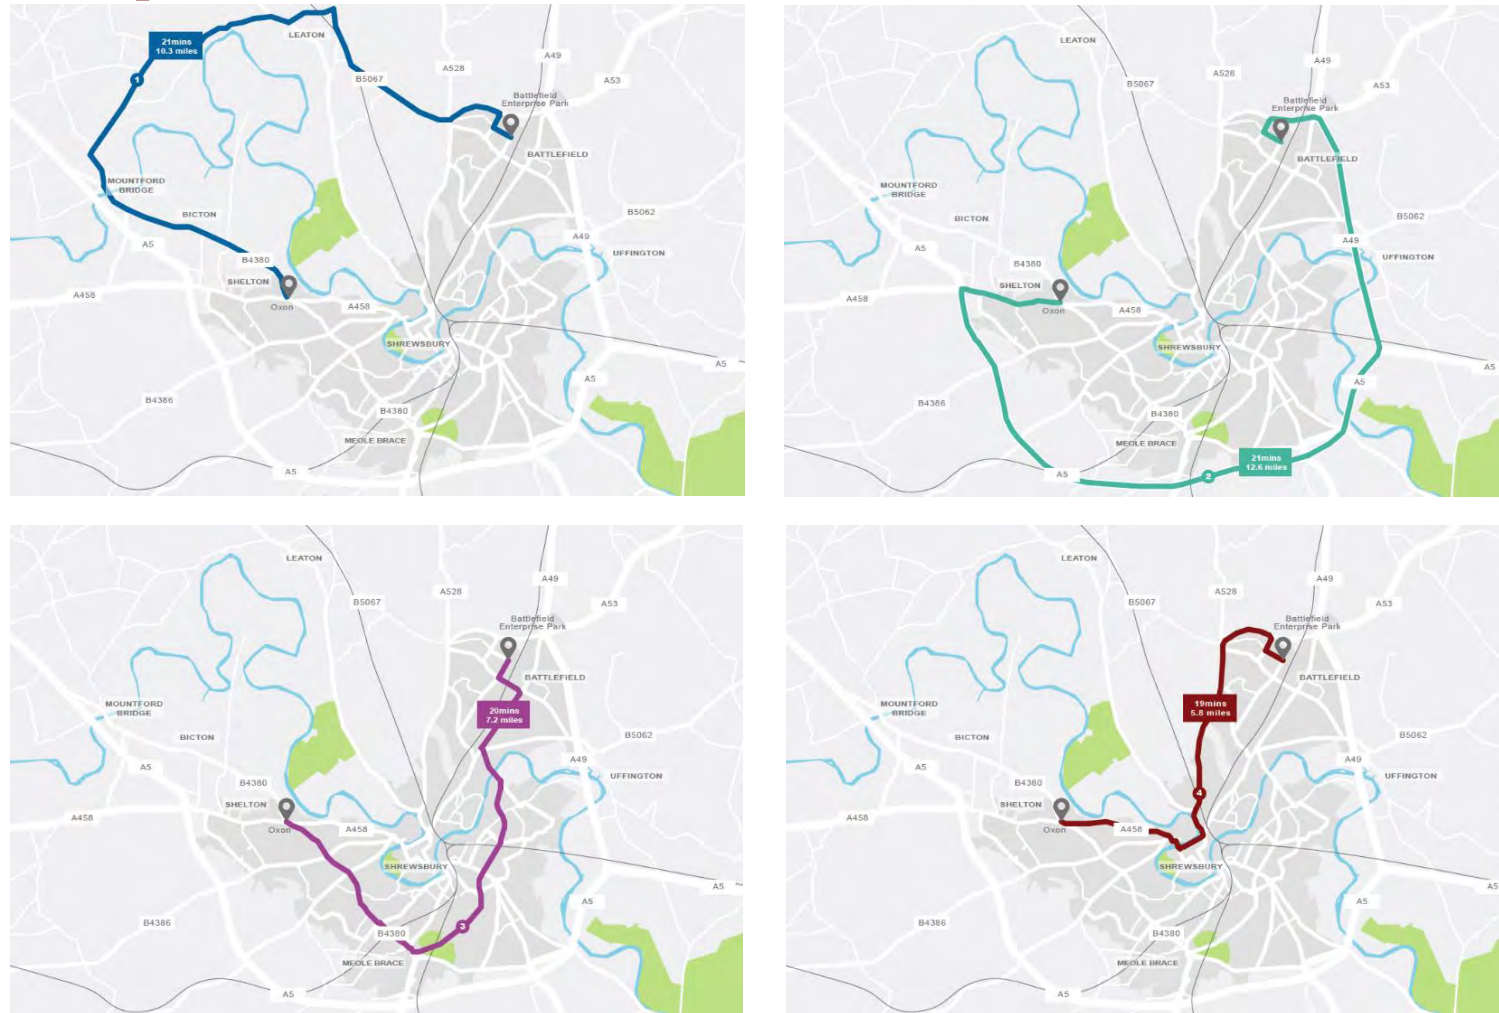 21mins
10.3 miles
LEATON
A49
A528
B5067
A53
1
Battlefield
Enterprise Park
BATTLEFIELD
MOUNTFORD
BRIDGE
BICTON
B5062
A5
A49
UFFINGTON
B4380
SHELTON
A458
Oxon
A458
SHREWSBURY
A5
A5
B4386
B4380
MEOLE BRACE
A5
LEATON
A49
A528
B5067
A53
Battlefield
Enterprise Park
BATTLEFIELD
MOUNTFORD
BRIDGE
BICTON
B5062
A5
A49
UFFINGTON
B4380
SHELTON
A458
Oxon
A458
SHREWSBURY
A5
A5
B4386
B4380
MEOLE BRACE
21mins
12.6 miles
A5
2
LEATON
A49
A528
B5067
A53
Battlefield
Enterprise Park
BATTLEFIELD
MOUNTFORD
BRIDGE
20mins
7.2 miles
BICTON
B5062
A5
A49
UFFINGTON
B4380
SHELTON
A458
Oxon
A458
SHREWSBURY
A5
A5
B4386
3
B4380
MEOLE BRACE
A5
LEATON
A49
A528
B5067
A53
Battlefield
Enterprise Park
BATTLEFIELD
MOUNTFORD
BRIDGE
19mins
5.8 miles
BICTON
B5062
A5
A49
UFFINGTON
B4380
4
SHELTON
A458
Oxon
A458
SHREWSBURY
A5
A5
B4386
B4380
MEOLE BRACE
A5